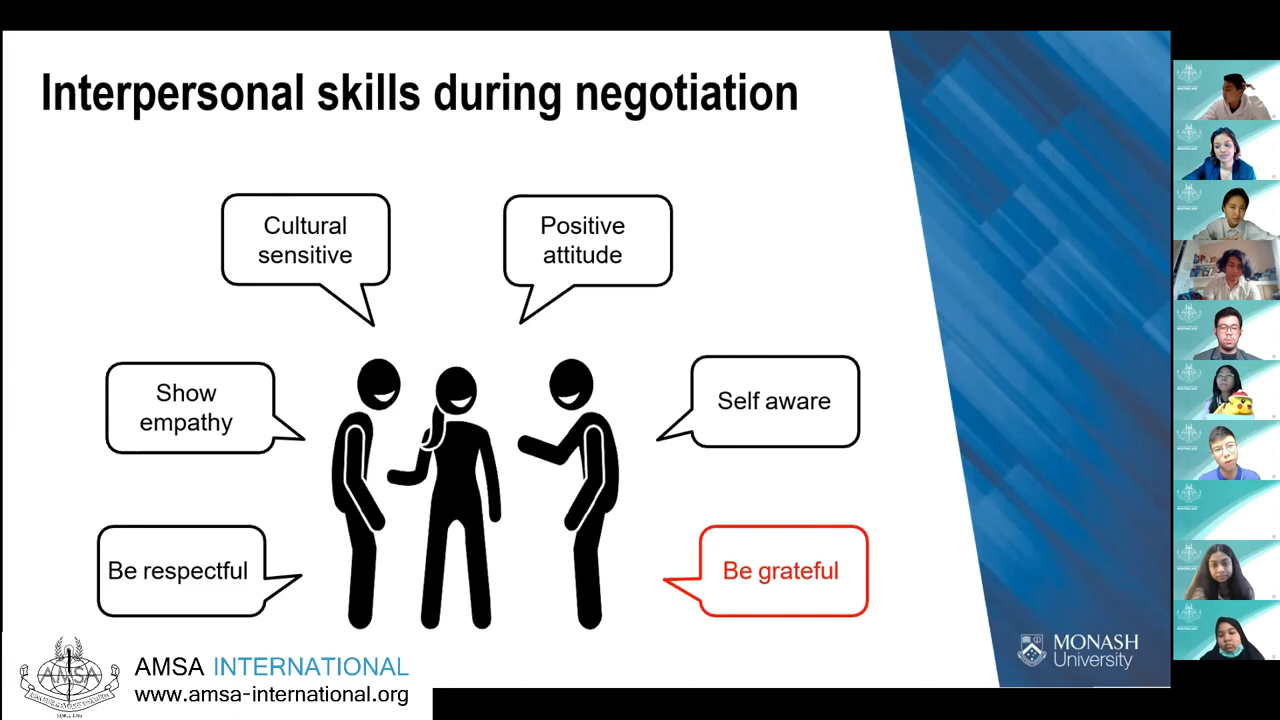 Interpersonal skills during negotiation
Cultural
sensitive
Positive
attitude
Show
empathy
Self aware
Be respectful
Be grateful
AMSA
AMSA INTERNATIONAL
www.amsa-international.org
MONASH
University